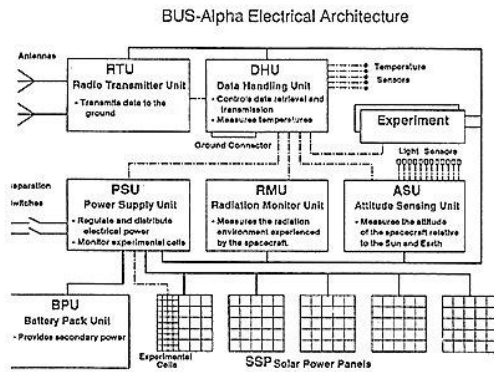 BUS-Alpha Electrical Architecture
Antennes
RTU
Radio Transmitter Unit
- Transmits data to the
ground
DHU
Data Handling Unit
- Controls data retrieval and
transmission
- Measures temperatures
Temperature
Sensors
Experiment
Ground Connector
Light Sensors
eparation
witches
PSU
Power Supply Unit
- Regulate and distribute
electrical power
- Monitor experimental cells
RMU
Radiation Monitor Unit
- Measures the radiation
environment experienced
by the spacecraft.
ASU
Attitude Sensing Unit
- Measures the attitude
of the spacecraft relative
to the Sun and Earth
BPU
Battery Pack Unit
- Provides secondary power
Experimental
Cells
SSP Solar Power Panels